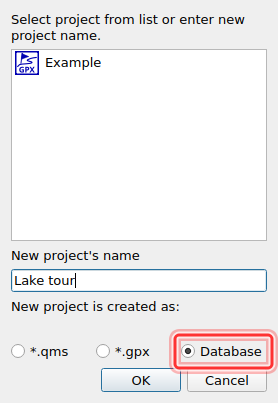 Select project from list or enter new
project name.
GPX
Example
New project's name
Lake tour
New project is created as:
*.qms
*.gpx
Database
OK
Cancel